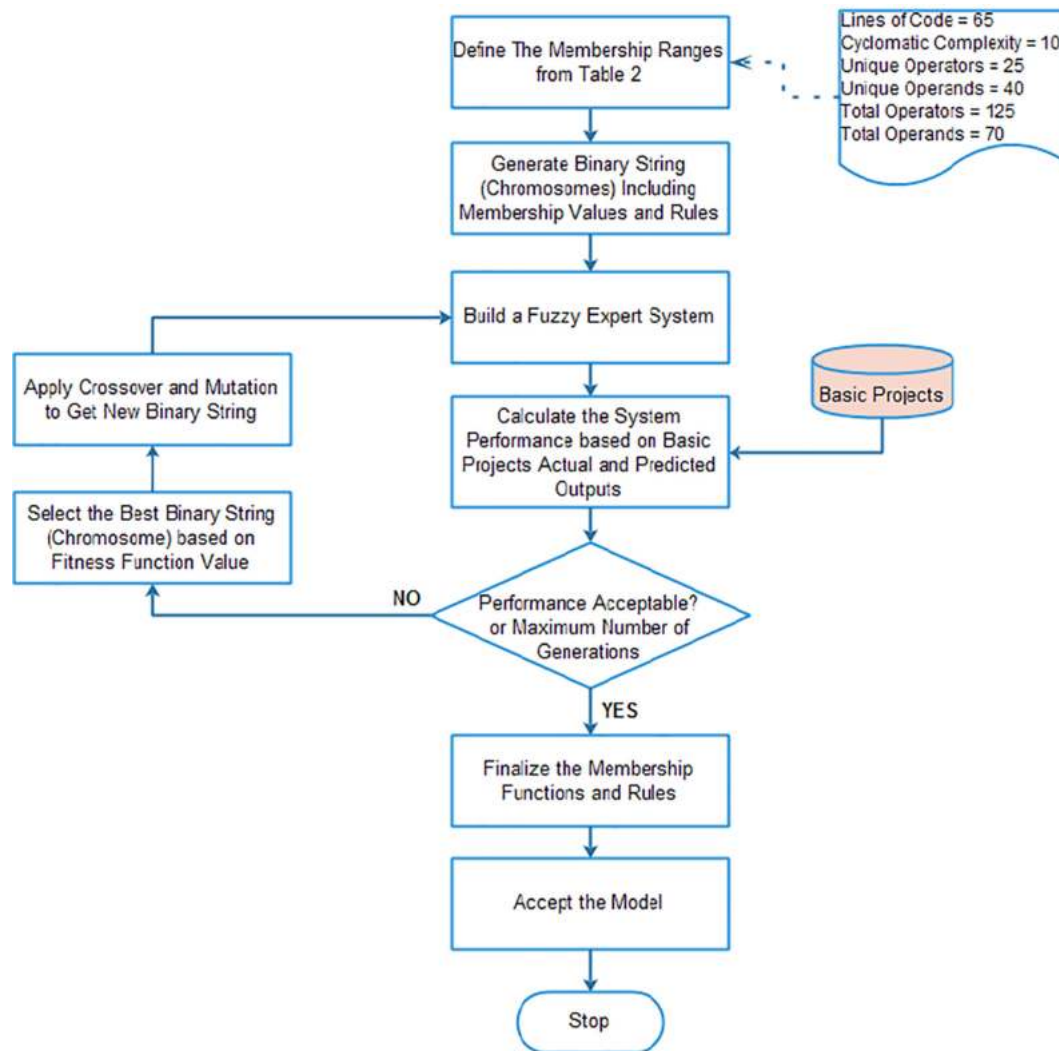 Define The Membership Ranges
from Table 2
Lines of Code = 65
Cyclomatic Complexity = 10
Unique Operators = 25
Unique Operands = 40
Total Operators = 125
Total Operands = 70
Generate Binary String
(Chromosomes) Including
Membership Values and Rules
Build a Fuzzy Expert System
Apply Crossover and Mutation
to Get New Binary String
Basic Projects
Calculate the System
Performance based on Basic
Projects Actual and Predicted
Outputs
Select the Best Binary String
(Chromosome) based on
Fitness Function Value
NO
Performance Acceptable?
or Maximum Number of
Generations
YES
Finalize the Membership
Functions and Rules
Accept the Model
Stop